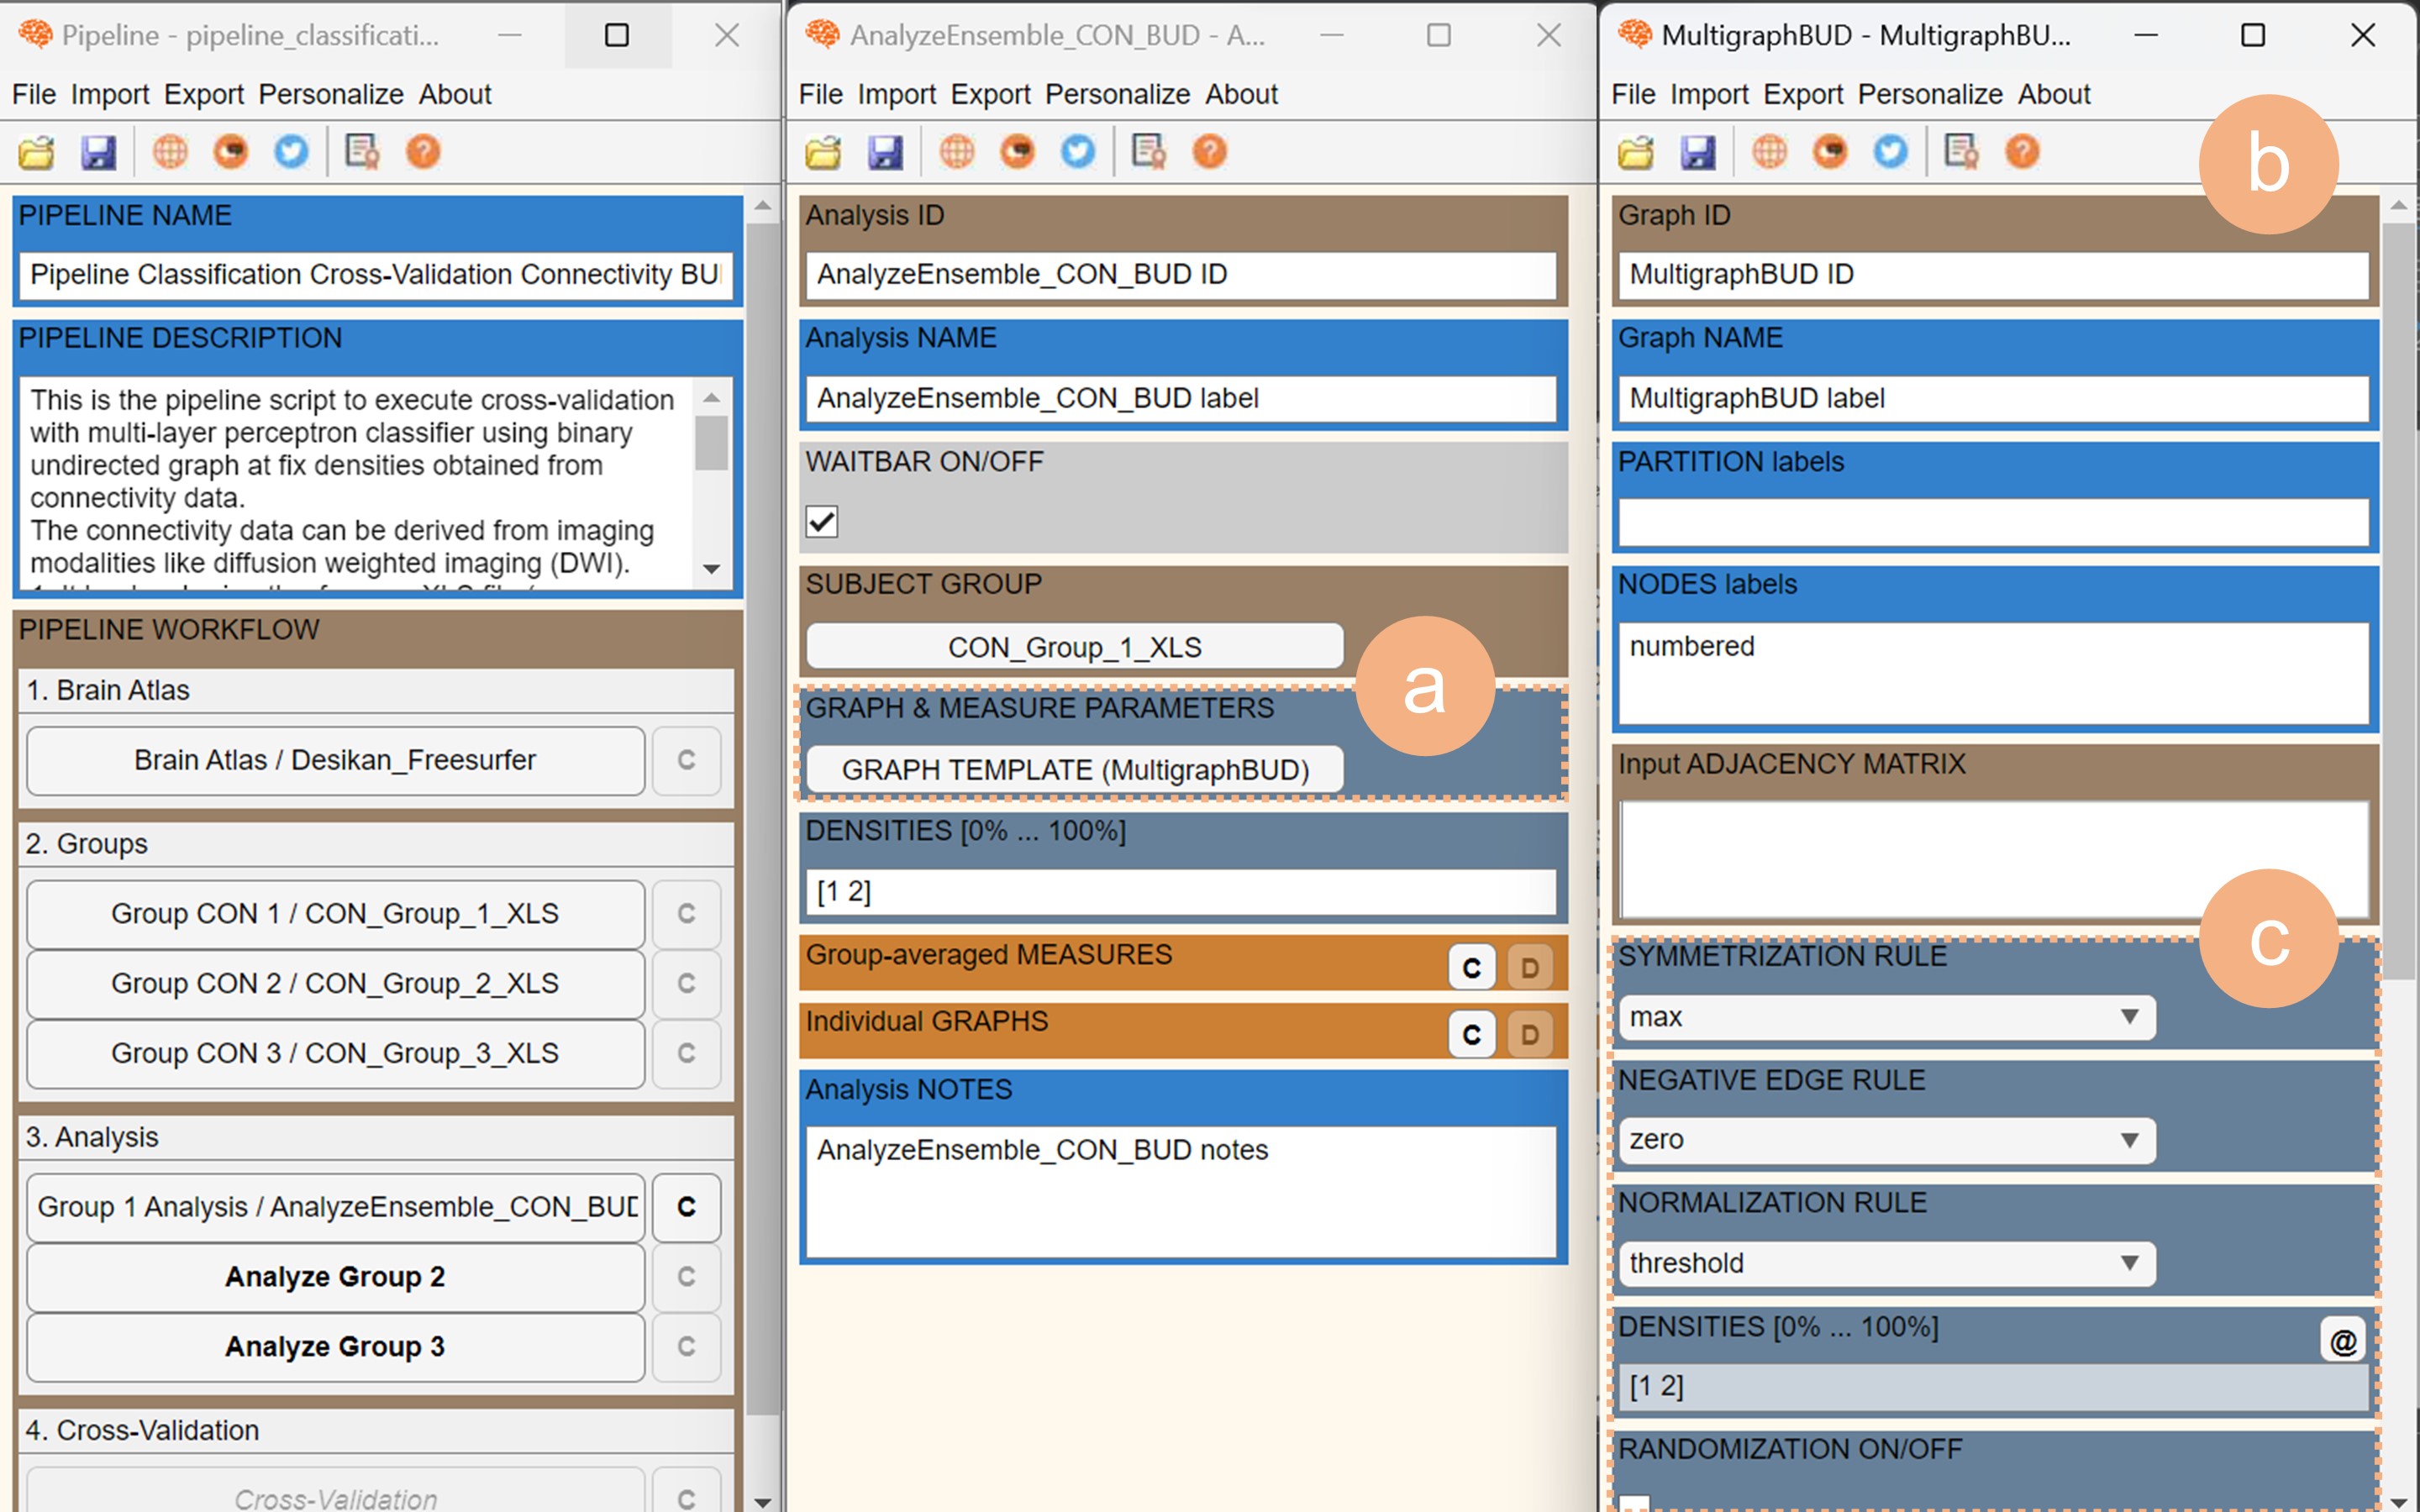 Pipeline - pipeline_classificati...
File Import Export Personalize About
PIPELINE NAME
Pipeline Classification Cross-Validation Connectivity BU
PIPELINE DESCRIPTION
This is the pipeline script to execute cross-validation
with multi-layer perceptron classifier using binary
undirected graph at fix densities obtained from
connectivity data.
The connectivity data can be derived from imaging
modalities like diffusion weighted imaging (DWI).
PIPELINE WORKFLOW
1. Brain Atlas
Brain Atlas / Desikan_Freesurfer C
2. Groups
Group CON 1 / CON_Group_1_XLS C
Group CON 2 / CON_Group_2_XLS C
Group CON 3 / CON_Group_3_XLS C
3. Analysis
Group 1 Analysis / AnalyzeEnsemble_CON_BUD C
Analyze Group 2 C
Analyze Group 3 C
4. Cross-Validation
Cross-Validation C
AnalyzeEnsemble_CON_BUD - A...
File Import Export Personalize About
Analysis ID
AnalyzeEnsemble_CON_BUD ID
Analysis NAME
AnalyzeEnsemble_CON_BUD label
WAITBAR ON/OFF
SUBJECT GROUP
CON_Group_1_XLS
a
GRAPH & MEASURE PARAMETERS
GRAPH TEMPLATE (MultigraphBUD)
DENSITIES [0% ... 100%]
[1 2]
Group-averaged MEASURES C D
Individual GRAPHS C D
Analysis NOTES
AnalyzeEnsemble_CON_BUD notes
MultigraphBUD - MultigraphBU...
File Import Export Personalize About
b
Graph ID
MultigraphBUD ID
Graph NAME
MultigraphBUD label
PARTITION labels
NODES labels
numbered
Input ADJACENCY MATRIX
c
SYMMETRIZATION RULE
max
NEGATIVE EDGE RULE
zero
NORMALIZATION RULE
threshold
DENSITIES [0% ... 100%] @
[1 2]
RANDOMIZATION ON/OFF